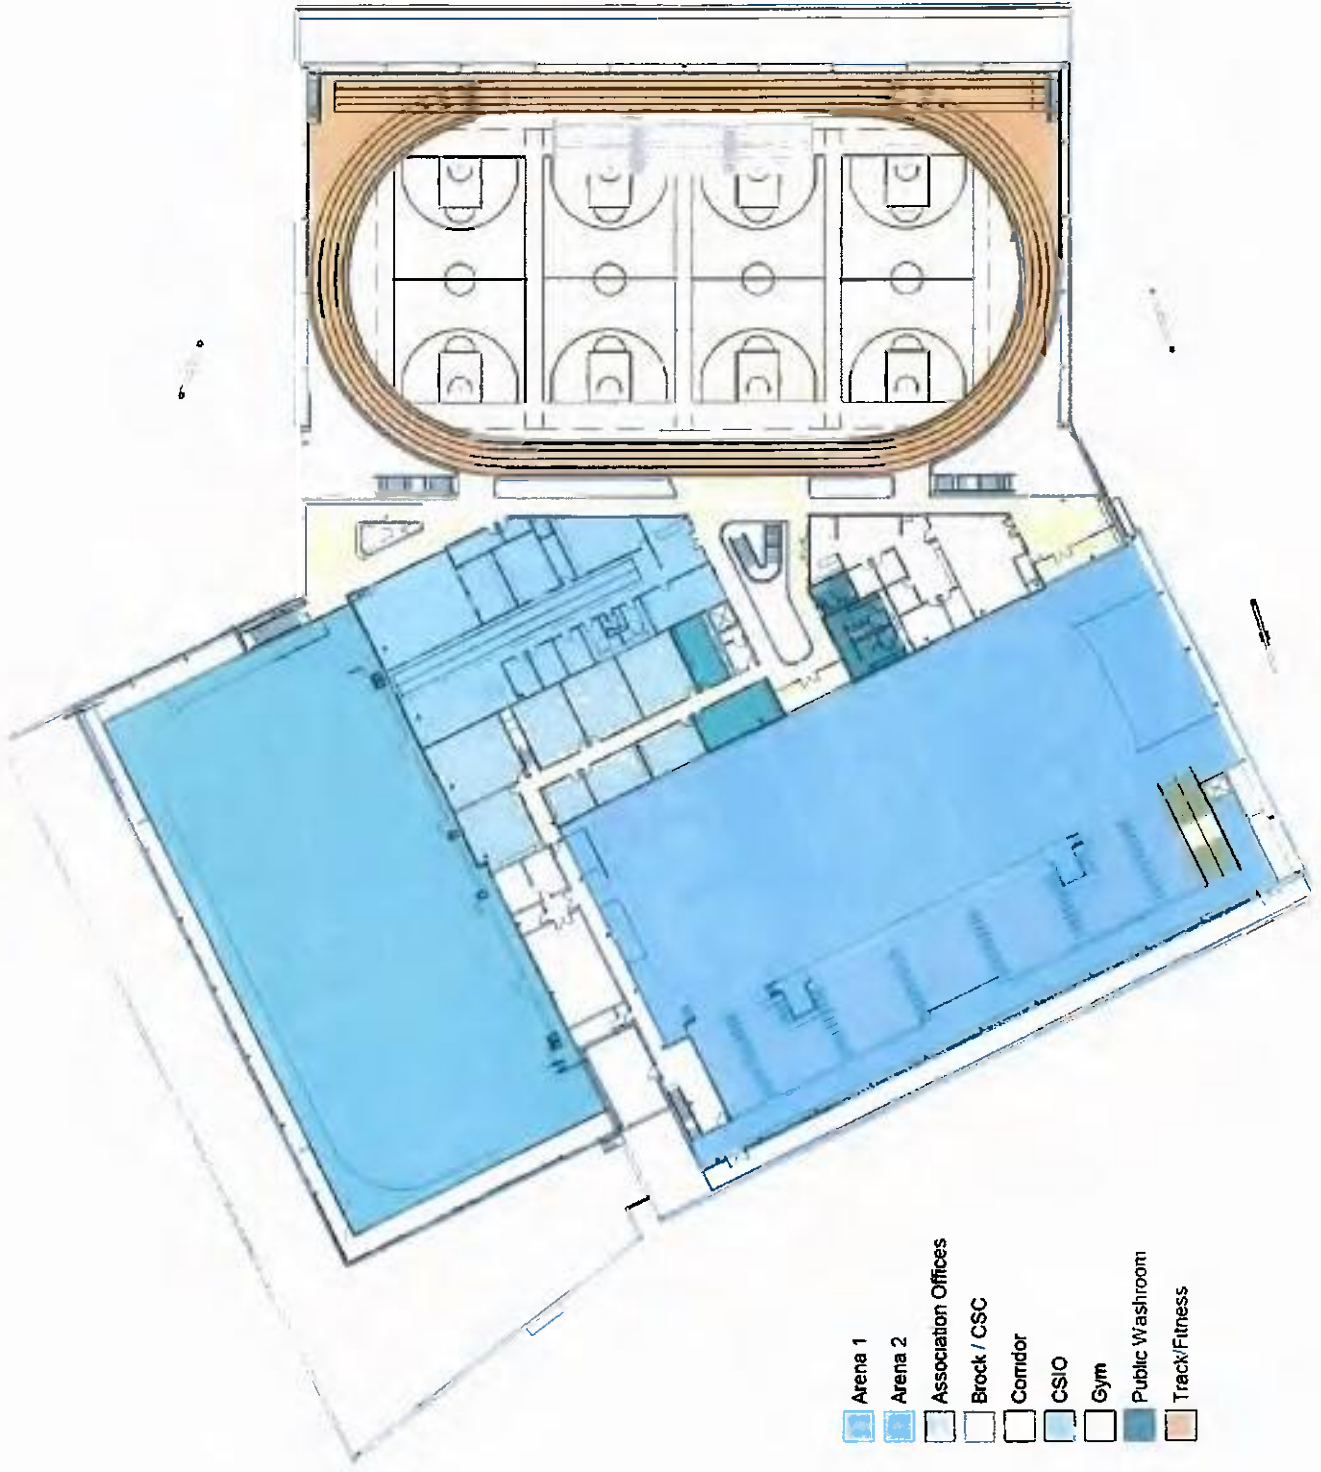 Arena 1
Arena 2
Association Offices
Brock / CSC
Corridor
CSIO
Gym
Public Washroom
Track/Fitness